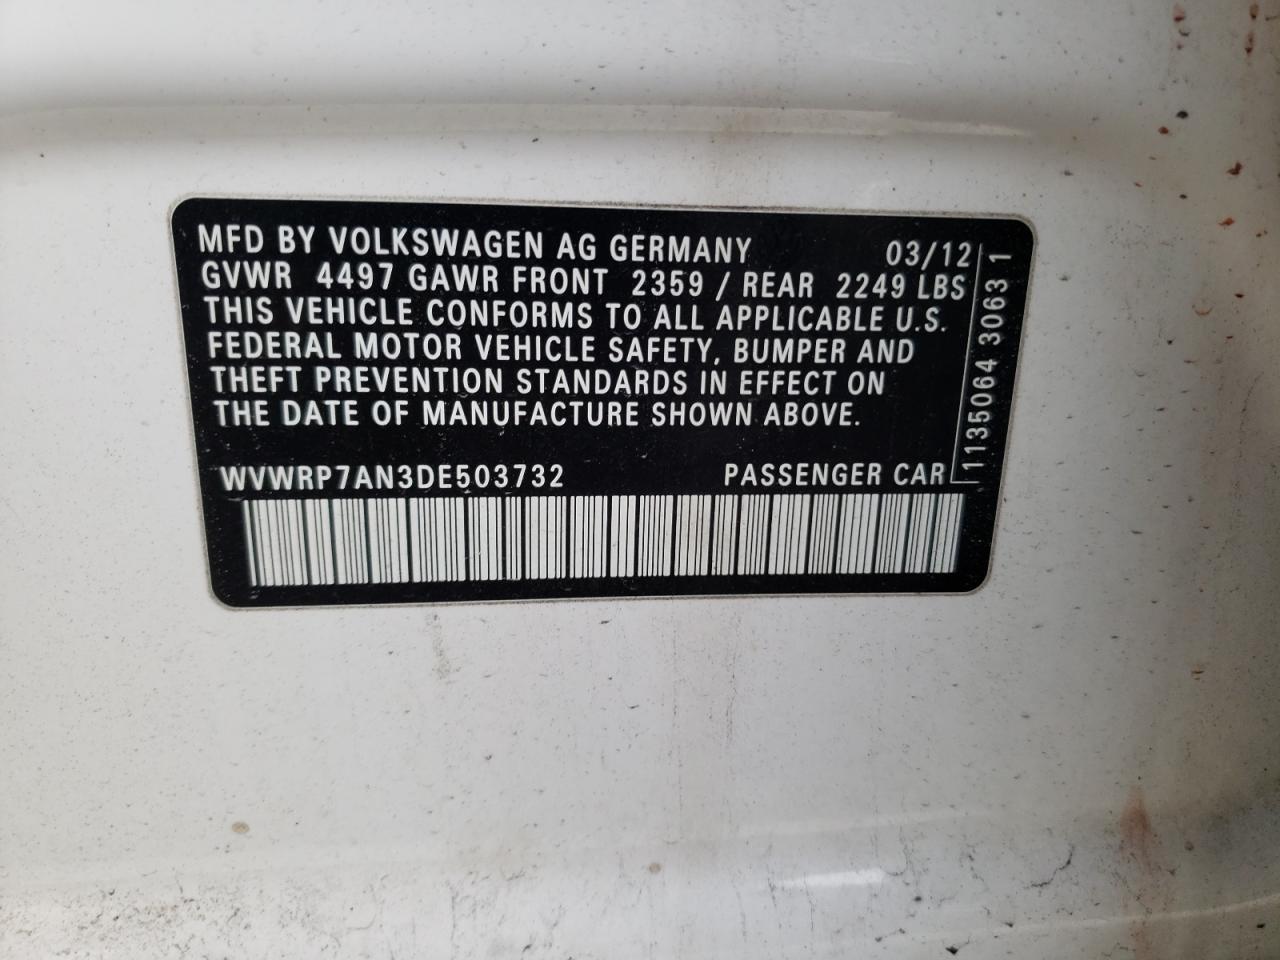 MFD BY VOLKSWAGEN AG GERMANY 03/12
GVWR 4497 GAWR FRONT 2359 / REAR 2249 LBS
THIS VEHICLE CONFORMS TO ALL APPLICABLE U.S.
FEDERAL MOTOR VEHICLE SAFETY, BUMPER AND
THEFT PREVENTION STANDARDS IN EFFECT ON
THE DATE OF MANUFACTURE SHOWN ABOVE.
WVWRP7AN3DE503732 PASSENGER CAR
1135064 3063 1